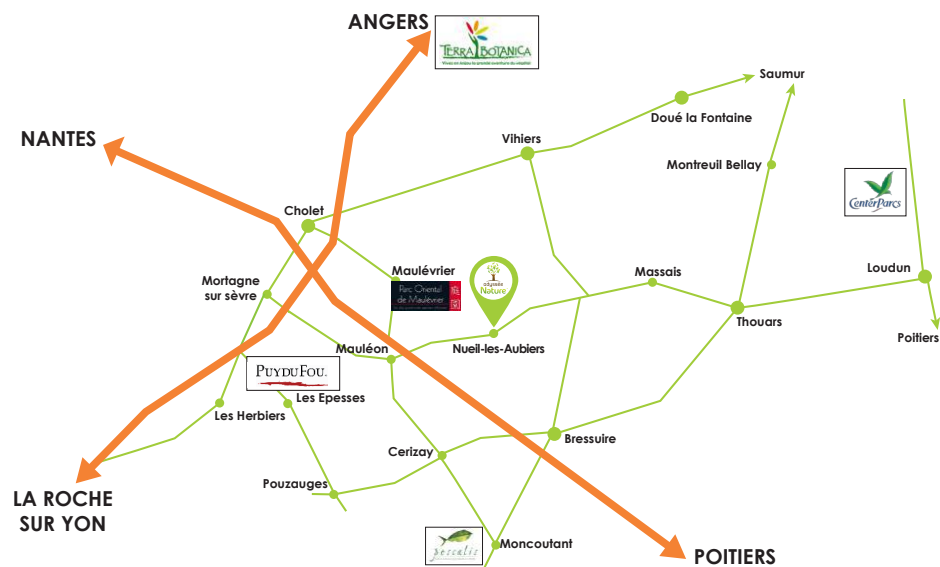 ANGERS
TERRA BOTANICA
Saumur
Doué la Fontaine
NANTES
Vihiers
Montreuil Bellay
CenterParcs
Cholet
Maulévrier
odyssée
Nature
Massais
Loudun
Mortagne
sur sèvre
Parc Oriental
de Maulévrier
Thouars
Poitiers
Mauléon
Nueil-les-Aubiers
PUYDUFOU.
Les Epesses
Les Herbiers
Bressuire
Cerizay
Pouzauges
LA ROCHE
SUR YON
pescalis
Moncoutant
POITIERS